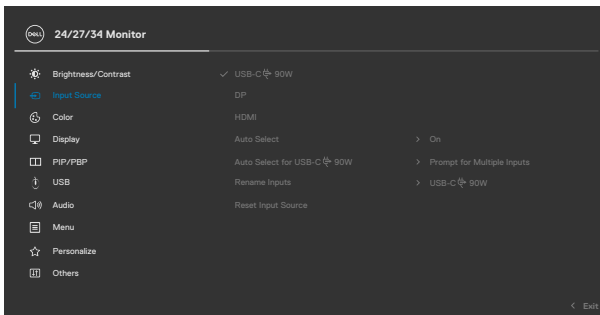 DELL 24/27/34 Monitor
Brightness/Contrast USB-C 90W
Input Source DP
Color HDMI
Display Auto Select On
PIP/PBP Auto Select for USB-C 90W Prompt for Multiple Inputs
USB Rename Inputs USB-C 90W
Audio Reset Input Source
Menu
Personalize
Others
Exit